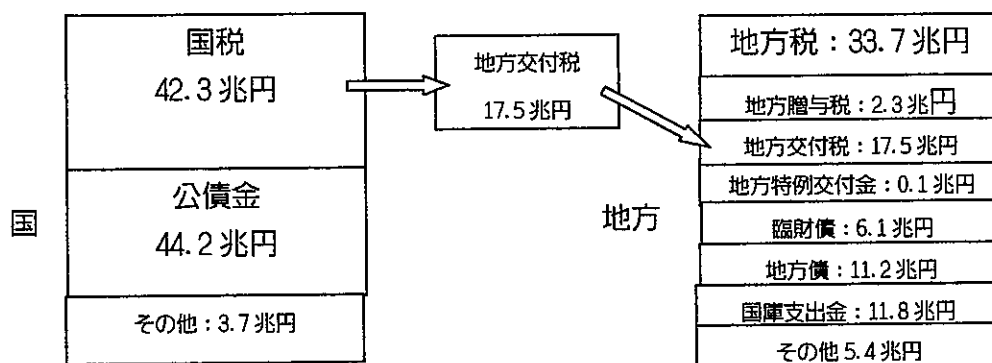 国
国税
42.3兆円
公債金
44.2兆円
その他：3.7兆円
地方交付税
17.5兆円
地方
地方税：33.7兆円
地方贈与税：2.3兆円
地方交付税：17.5兆円
地方特例交付金：0.1兆円
臨財債：6.1兆円
地方債：11.2兆円
国庫支出金：11.8兆円
その他5.4兆円